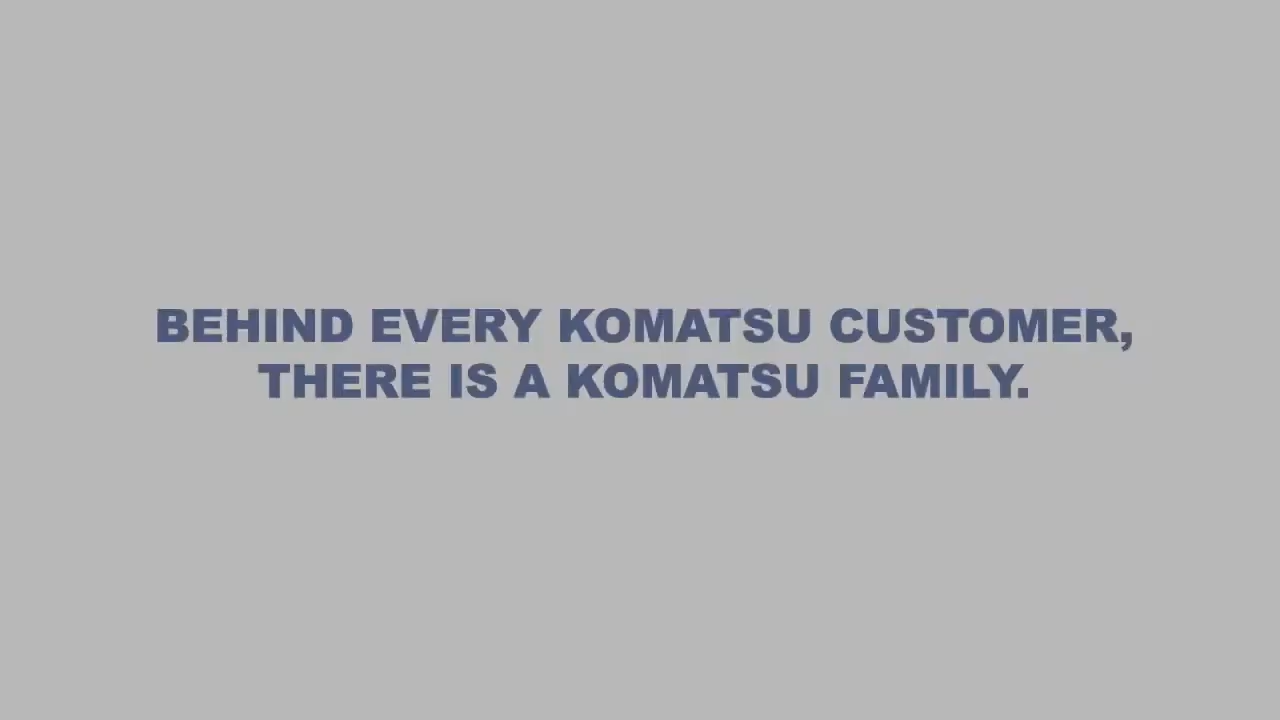 BEHIND EVERY KOMATSU CUSTOMER,
THERE IS A KOMATSU FAMILY.